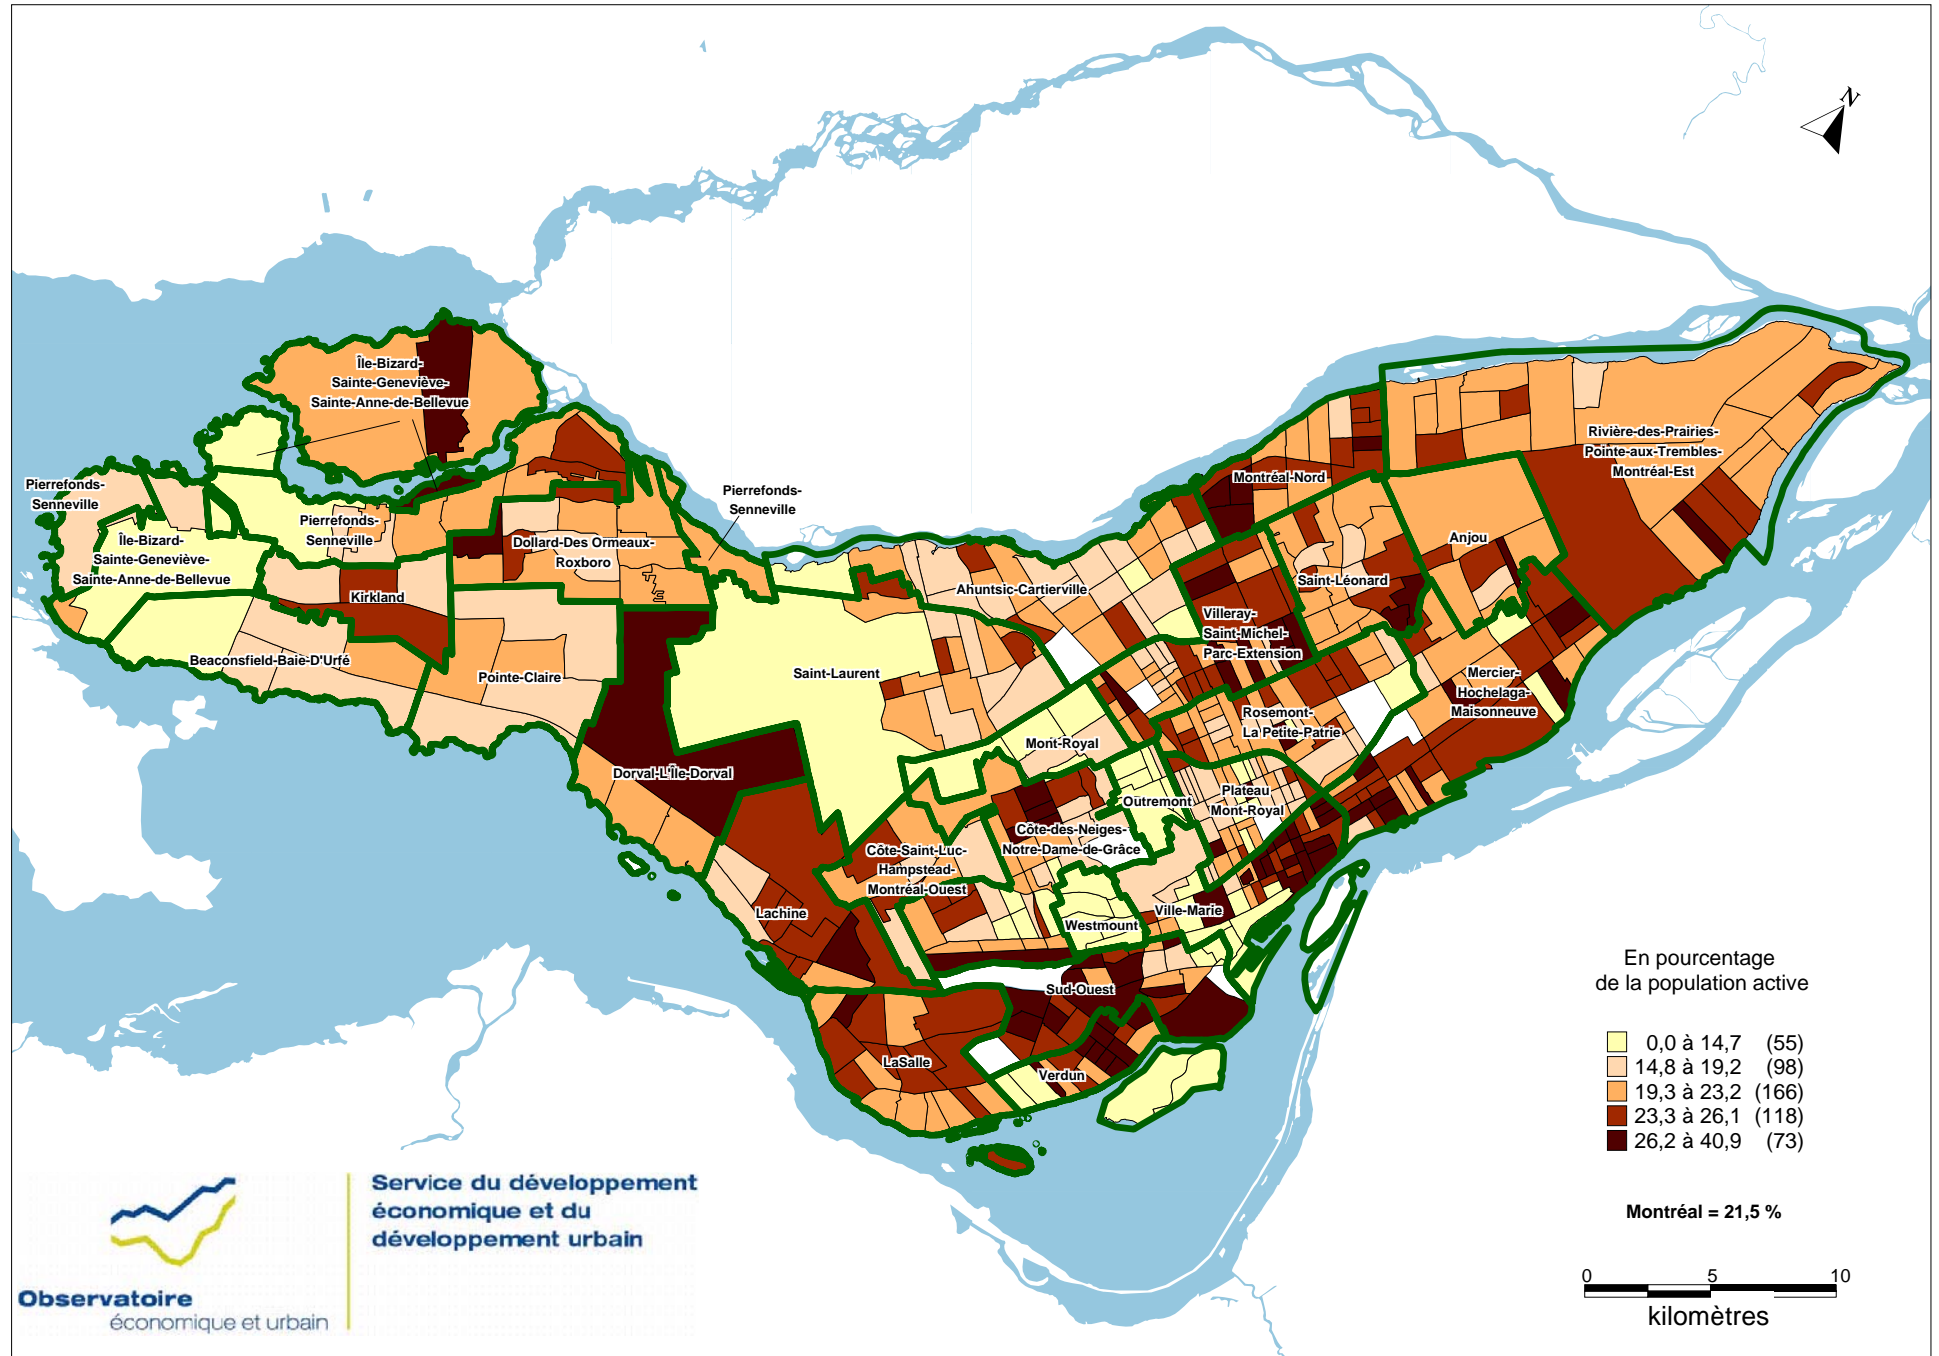 N
Île-Bizard-
Sainte-Geneviève-
Sainte-Anne-de-Bellevue
Pierrefonds-
Senneville
Île-Bizard-
Sainte-Geneviève-
Sainte-Anne-de-Bellevue
Pierrefonds-
Senneville
Pierrefonds-
Senneville
Dollard-Des Ormeaux-
Roxboro
Kirkland
Beaconsfield-Baie-D'Urfé
Pointe-Claire
Dorval-L'Île-Dorval
Saint-Laurent
Ahuntsic-Cartierville
Montréal-Nord
Rivière-des-Prairies-
Pointe-aux-Trembles-
Montréal-Est
Anjou
Saint-Léonard
Villeray-
Saint-Michel-
Parc-Extension
Mercier-
Hochelaga-
Maisonneuve
Rosemont-
La Petite-Patrie
Mont-Royal
Outremont
Plateau
Mont-Royal
Côte-des-Neiges-
Notre-Dame-de-Grâce
Côte-Saint-Luc-
Hampstead-
Montréal-Ouest
Lachine
Westmount
Ville-Marie
Sud-Ouest
LaSalle
Verdun
En pourcentage
de la population active
0,0 à 14,7 (55)
14,8 à 19,2 (98)
19,3 à 23,2 (166)
23,3 à 26,1 (118)
26,2 à 40,9 (73)
Montréal = 21,5 %
0 5 10
kilomètres
Service du développement
économique et du
développement urbain
Observatoire
économique et urbain